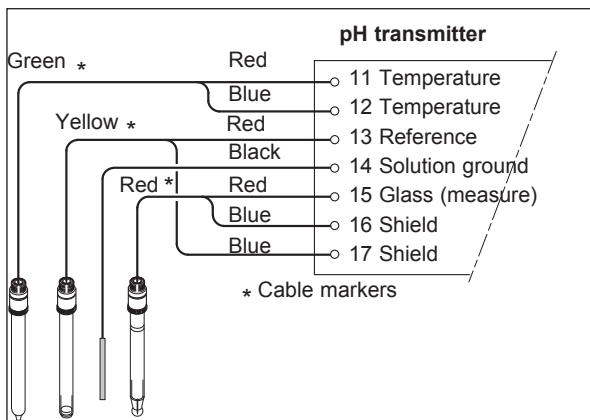 pH transmitter
Green *
Red
11 Temperature
Blue
12 Temperature
Yellow *
Red
13 Reference
Black
14 Solution ground
Red *
Red
15 Glass (measure)
Blue
16 Shield
Blue
17 Shield
* Cable markers